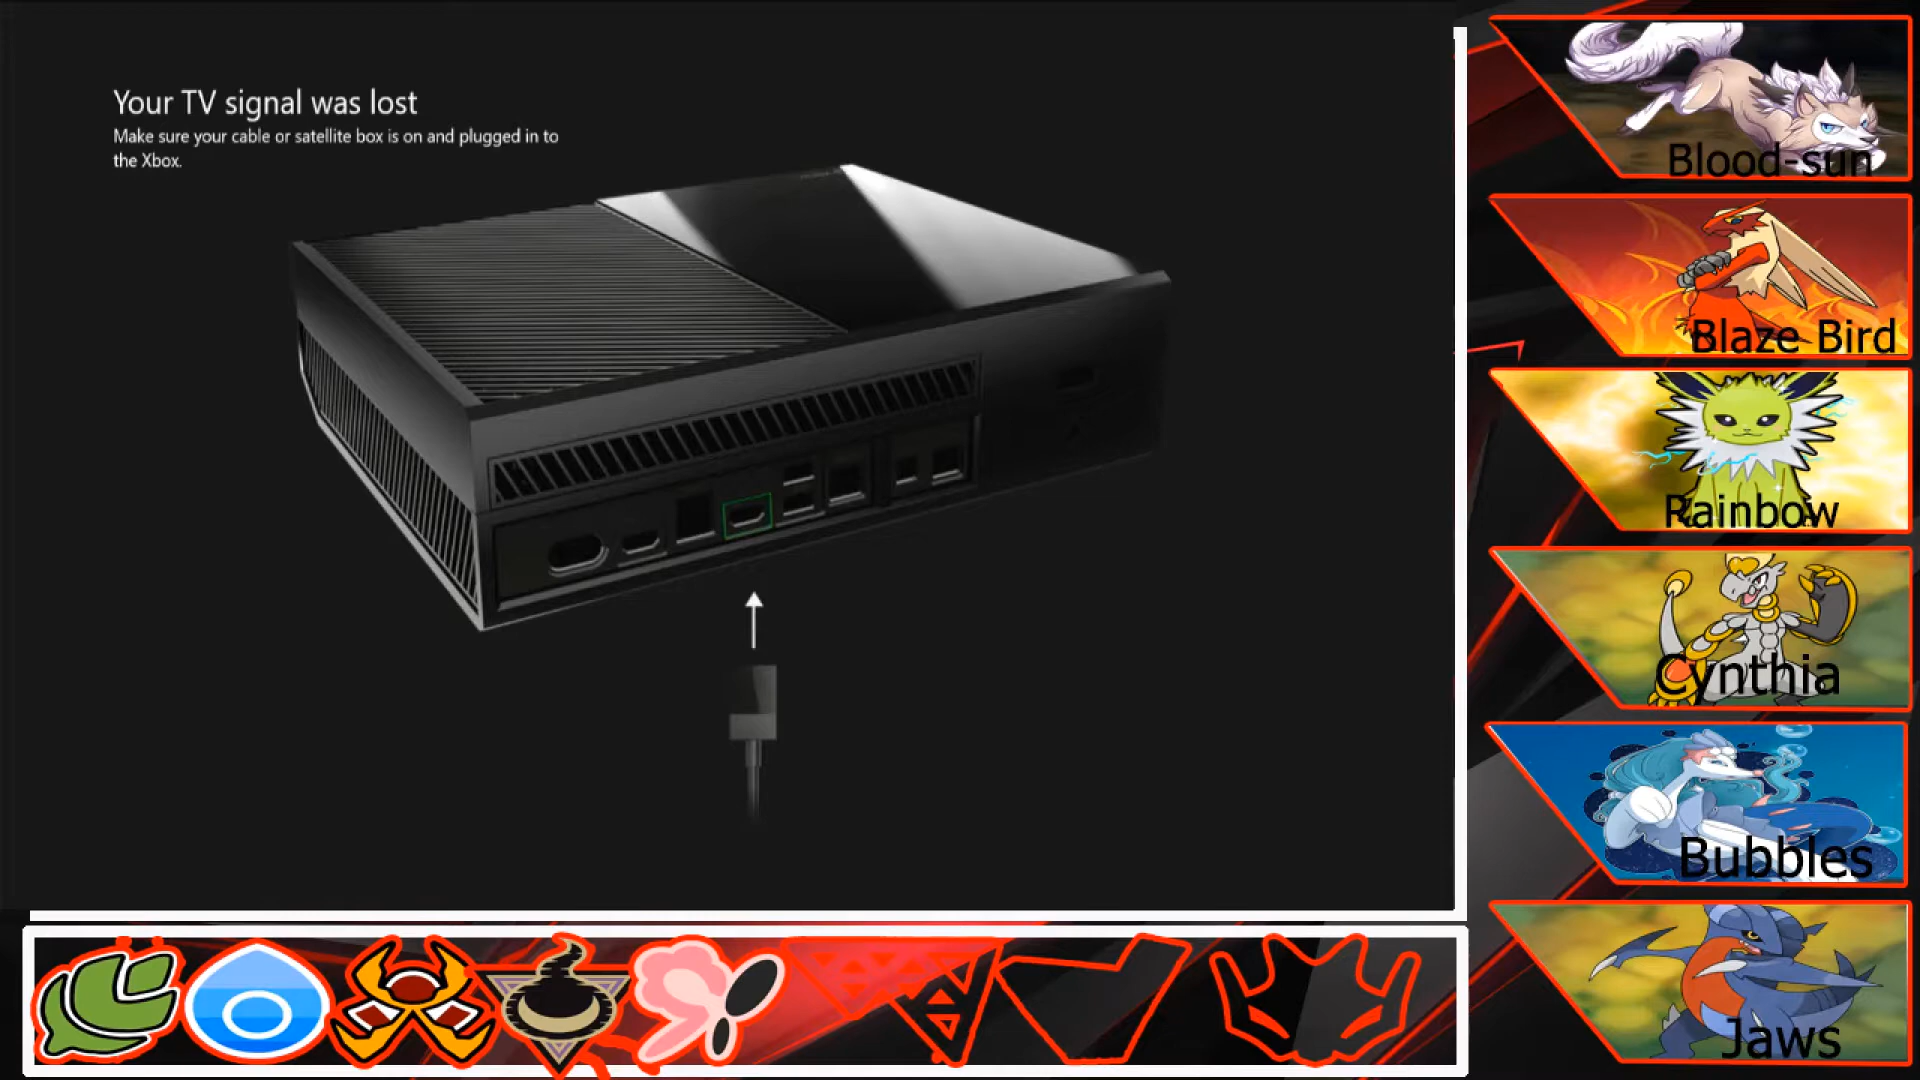 Your TV signal was lost
Make sure your cable or satellite box is on and plugged in to
the Xbox.
Blood-sun
Blaze Bird
Rainbow
Cynthia
Bubbles
Jaws